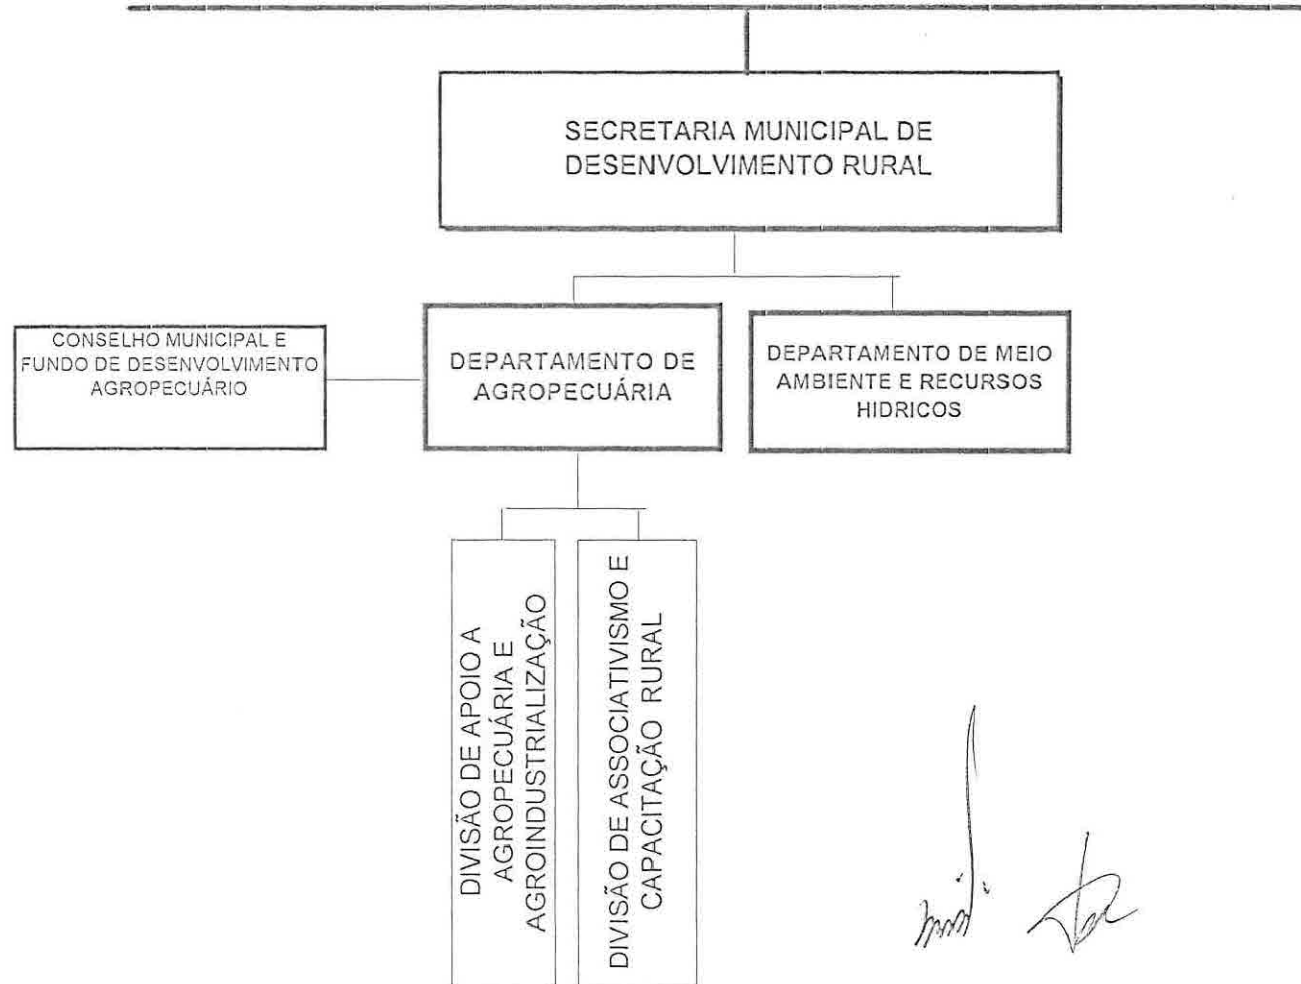 SECRETARIA MUNICIPAL DE
DESENVOLVIMENTO RURAL
CONSELHO MUNICIPAL E
FUNDO DE DESENVOLVIMENTO
AGROPECUÁRIO
DEPARTAMENTO DE
AGROPECUÁRIA
DEPARTAMENTO DE MEIO
AMBIENTE E RECURSOS
HIDRICOS
DIVISÃO DE APOIO A
AGROPECUÁRIA E
AGROINDUSTRIALIZAÇÃO
DIVISÃO DE ASSOCIATIVISMO E
CAPACITAÇÃO RURAL